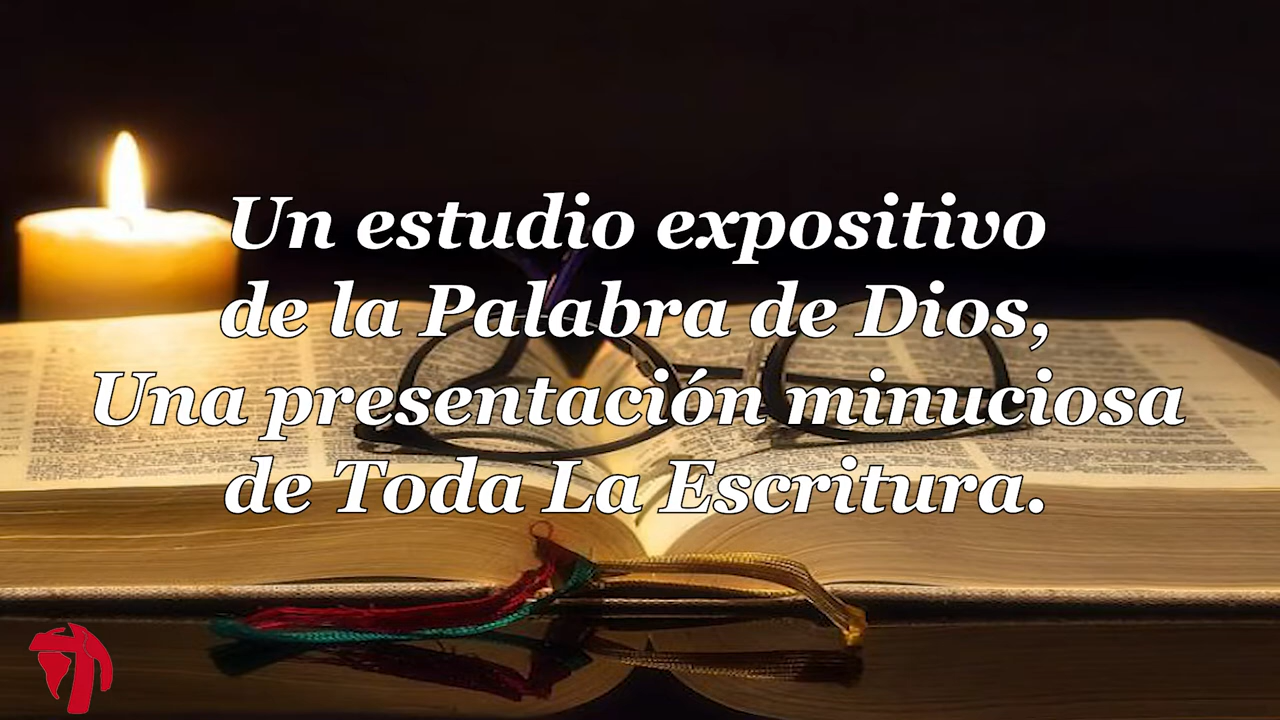 Un estudio expositivo
de la Palabra de Dios,
Una presentación minuciosa
de Toda La Escritura.